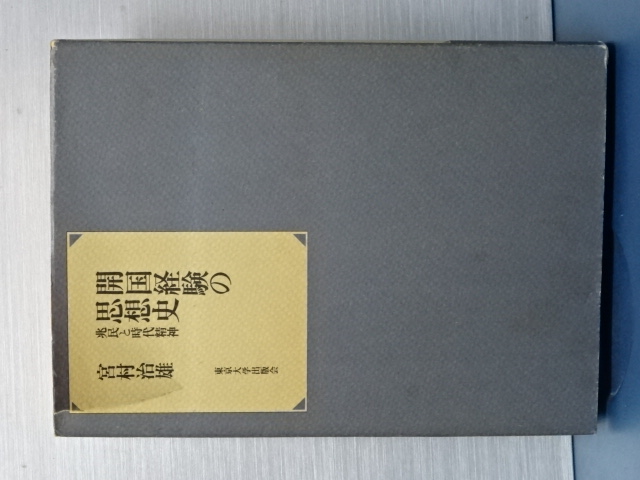 開国経験の
思想史
兆民と時代精神
宮村治雄
東京大学出版会